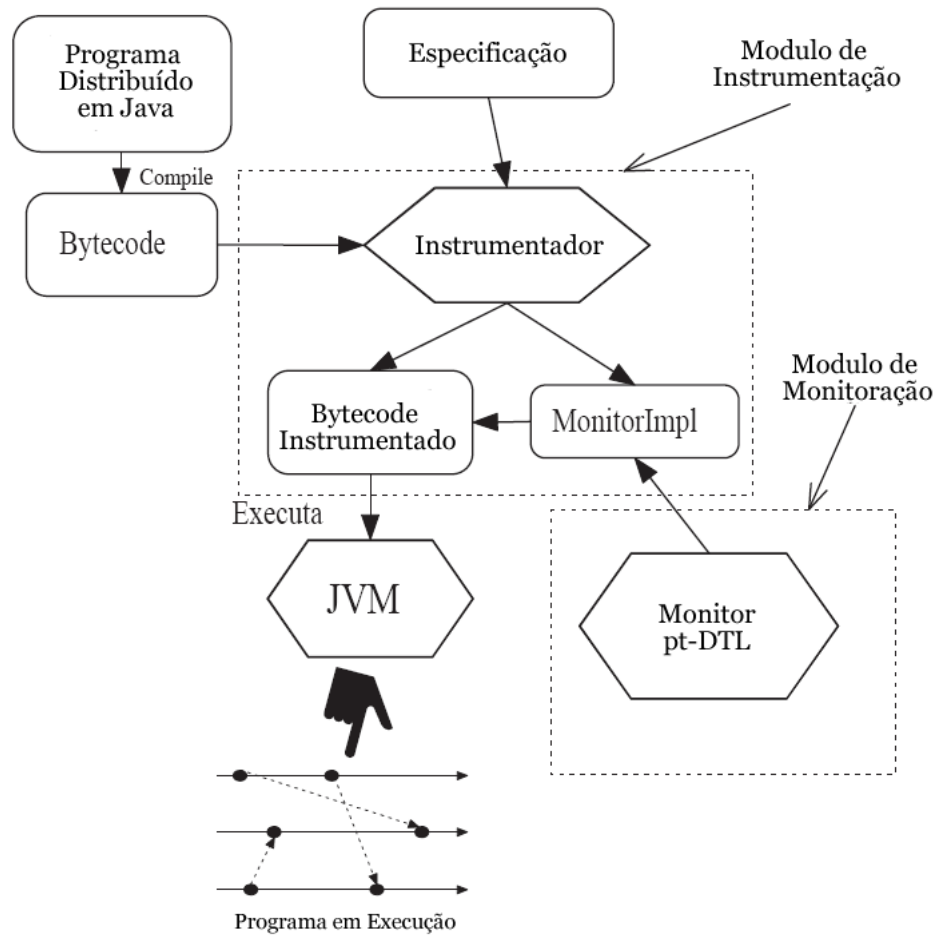 Programa
Distribuído
em Java
Especificação
Modulo de
Instrumentação
Compile
Bytecode
Instrumentador
Modulo de
Monitoração
Bytecode
Instrumentado
MonitorImpl
Executa
JVM
Monitor
pt-DTL
Programa em Execução